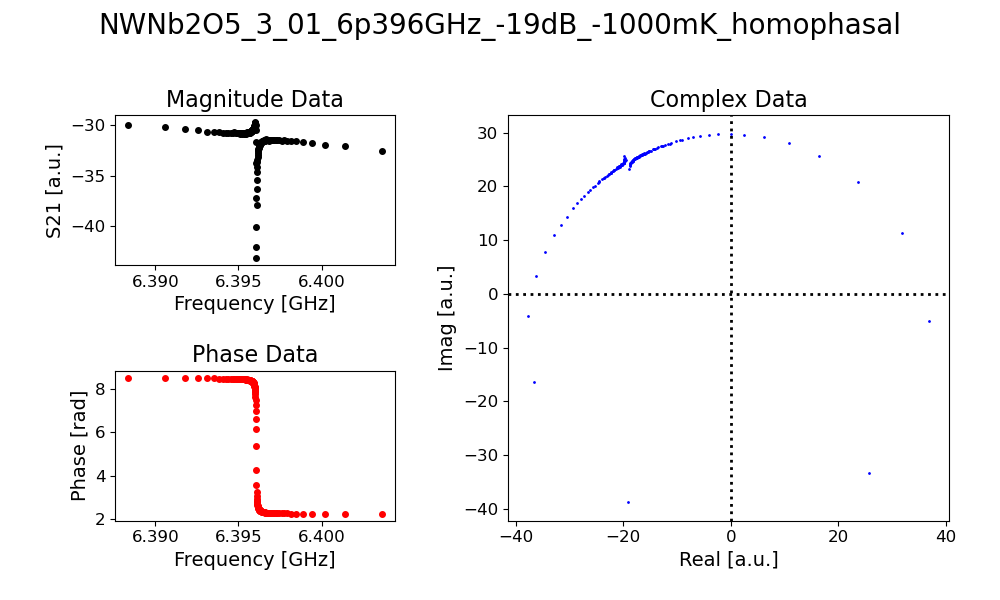 NWNb2O5_3_01_6p396GHz_-19dB_-1000mK_homophasal
Magnitude Data
S21 [a.u.]
−30
−35
−40
6.390 6.395 6.400
Frequency [GHz]
Phase Data
Phase [rad]
8
6
4
2
6.390 6.395 6.400
Frequency [GHz]
Complex Data
Imag [a.u.]
30
20
10
0
−10
−20
−30
−40
−40 −20 0 20 40
Real [a.u.]